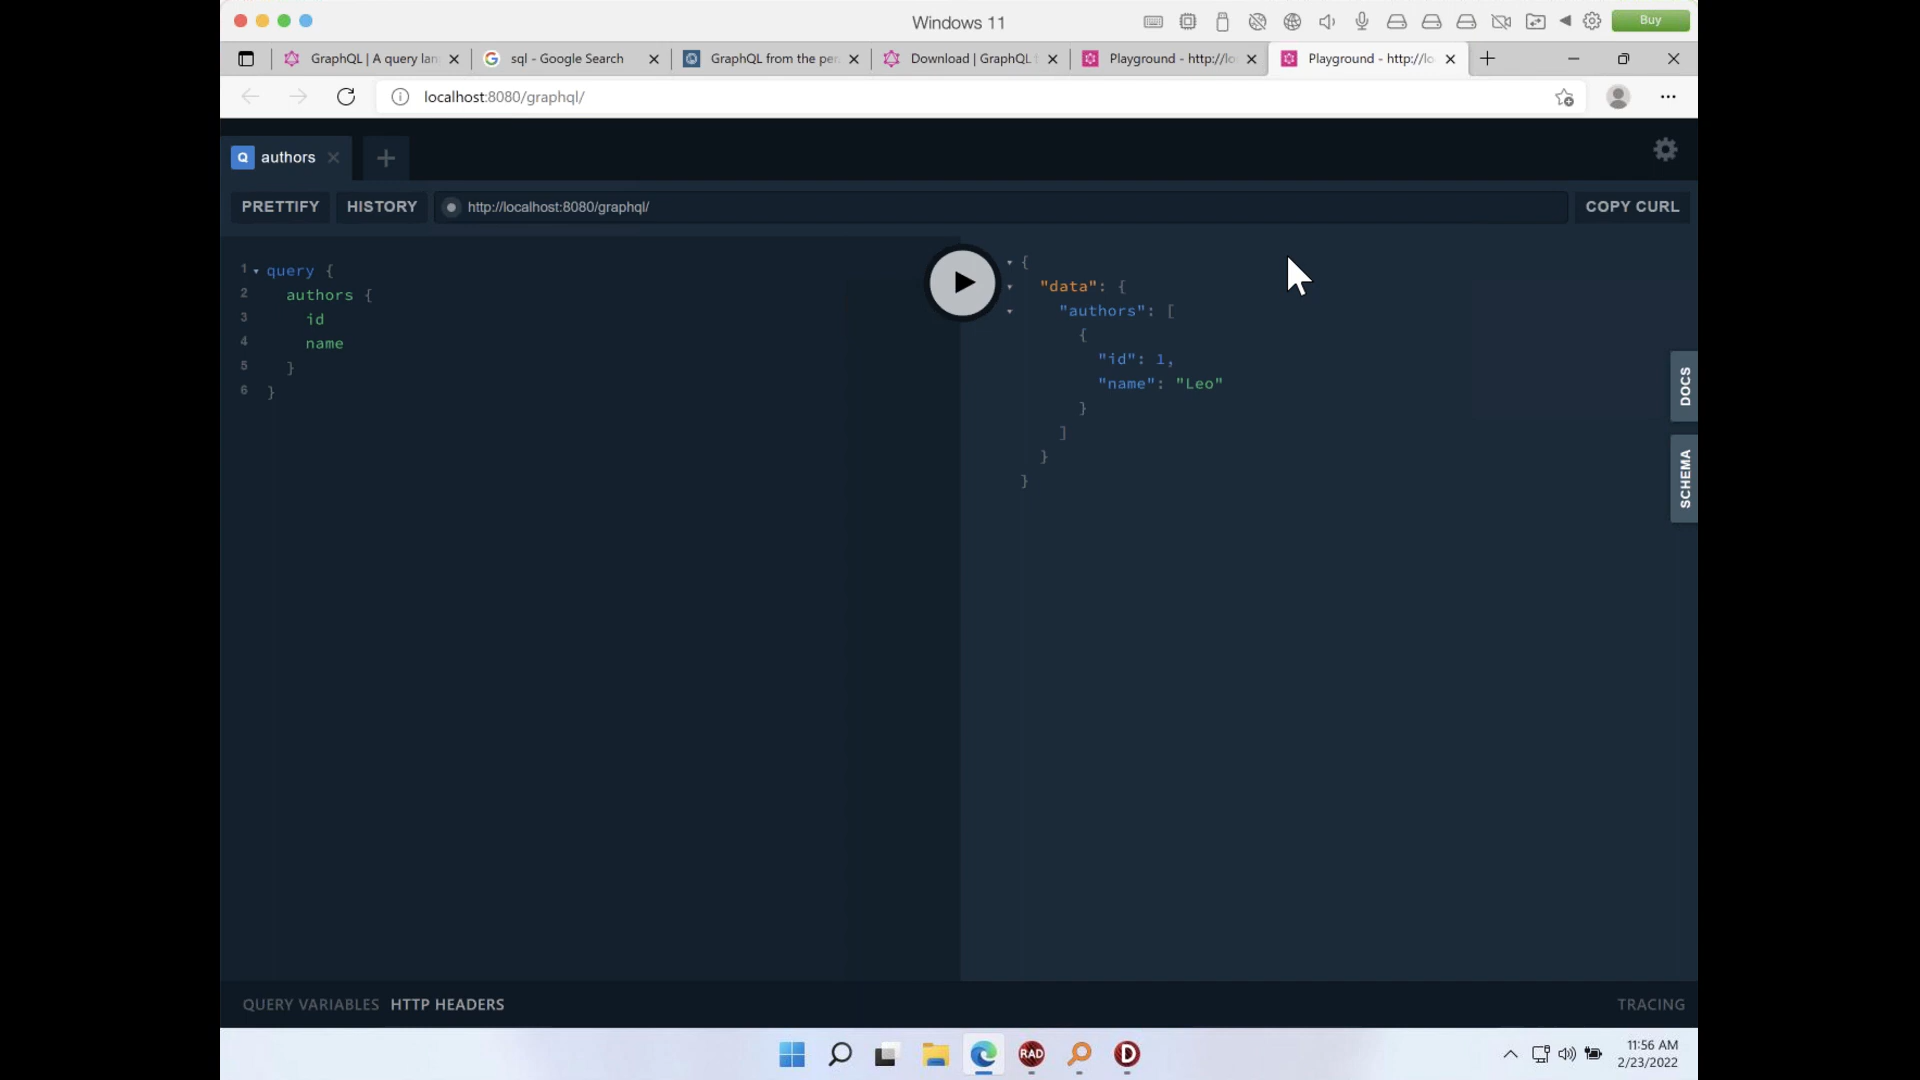 Windows 11
Buy
GraphQL | A query lan
sql - Google Search
GraphQL from the per
Download | GraphQL
Playground - http://lo
Playground - http://lo
localhost:8080/graphql/
Q authors
PRETTIFY
HISTORY
http://localhost:8080/graphql/
COPY CURL
1 query {
2 authors {
3 id
4 name
5 }
6 }
{
"data": {
"authors": [
{
"id": 1,
"name": "Leo"
}
]
}
}
DOCS
SCHEMA
QUERY VARIABLES
HTTP HEADERS
TRACING
RAD
D
11:56 AM
2/23/2022